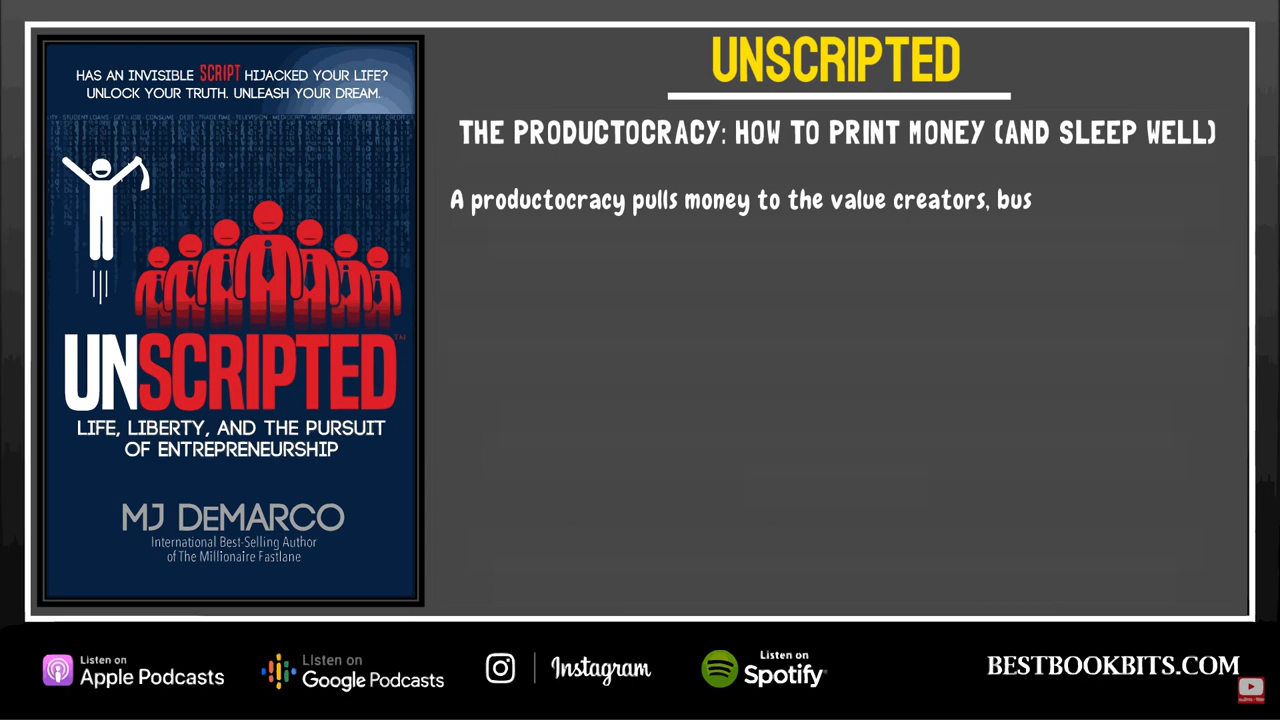 HAS AN INVISIBLE SCRIPT HIJACKED YOUR LIFE?
UNLOCK YOUR TRUTH. UNLEASH YOUR DREAM.
UNSCRIPTED™
LIFE, LIBERTY, AND THE PURSUIT
OF ENTREPRENEURSHIP
MJ DeMARCO
International Best-Selling Author
of The Millionaire Fastlane
UNSCRIPTED
THE PRODUCTOCRACY: HOW TO PRINT MONEY (AND SLEEP WELL)
A productocracy pulls money to the value creators, bus
Listen on
Apple Podcasts
Listen on
Google Podcasts
Instagram
Listen on
Spotify
BESTBOOKBITS.COM